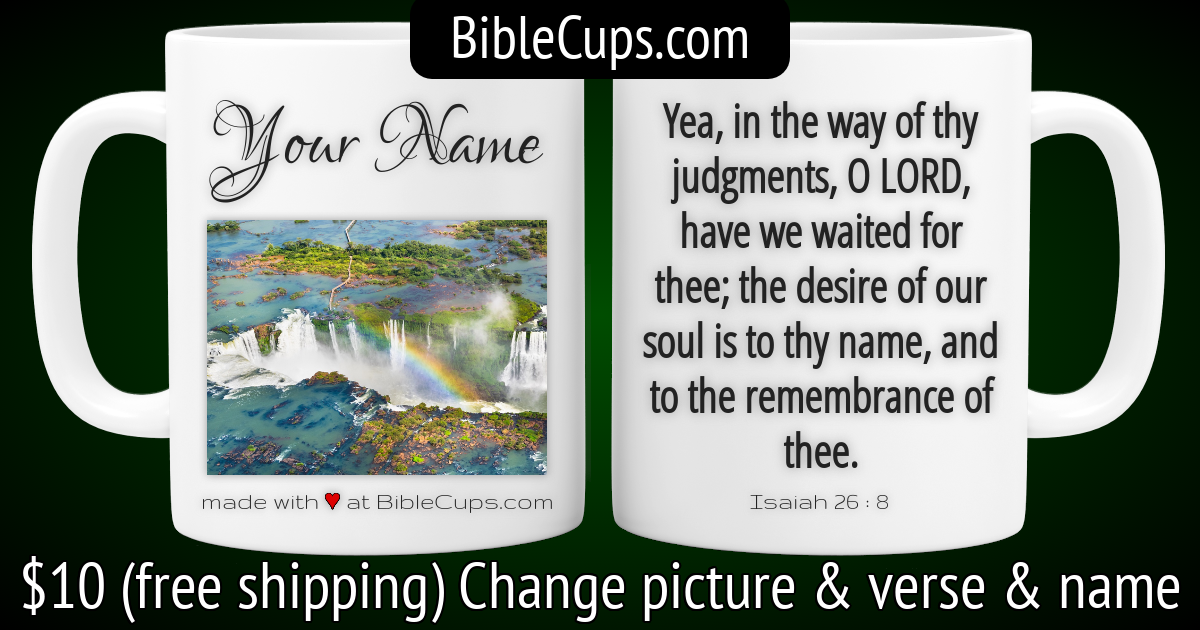 BibleCups.com
Your Name
made with ♥ at BibleCups.com
Yea, in the way of thy
judgments, O LORD,
have we waited for
thee; the desire of our
soul is to thy name, and
to the remembrance of
thee.
Isaiah 26 : 8
$10 (free shipping) Change picture & verse & name